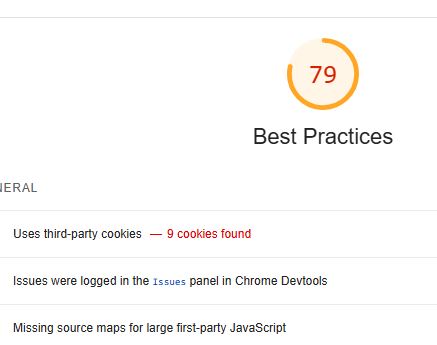 79
Best Practices
NERAL
Uses third-party cookies — 9 cookies found
Issues were logged in the Issues panel in Chrome Devtools
Missing source maps for large first-party JavaScript